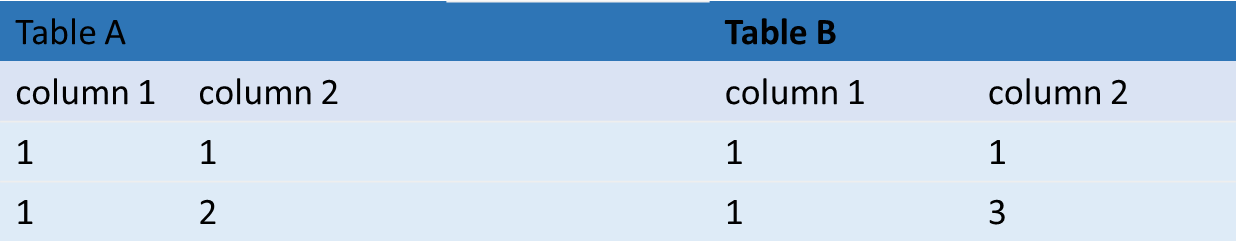 Table A Table B
column 1 column 2 column 1 column 2
1 1 1 1
1 2 1 3